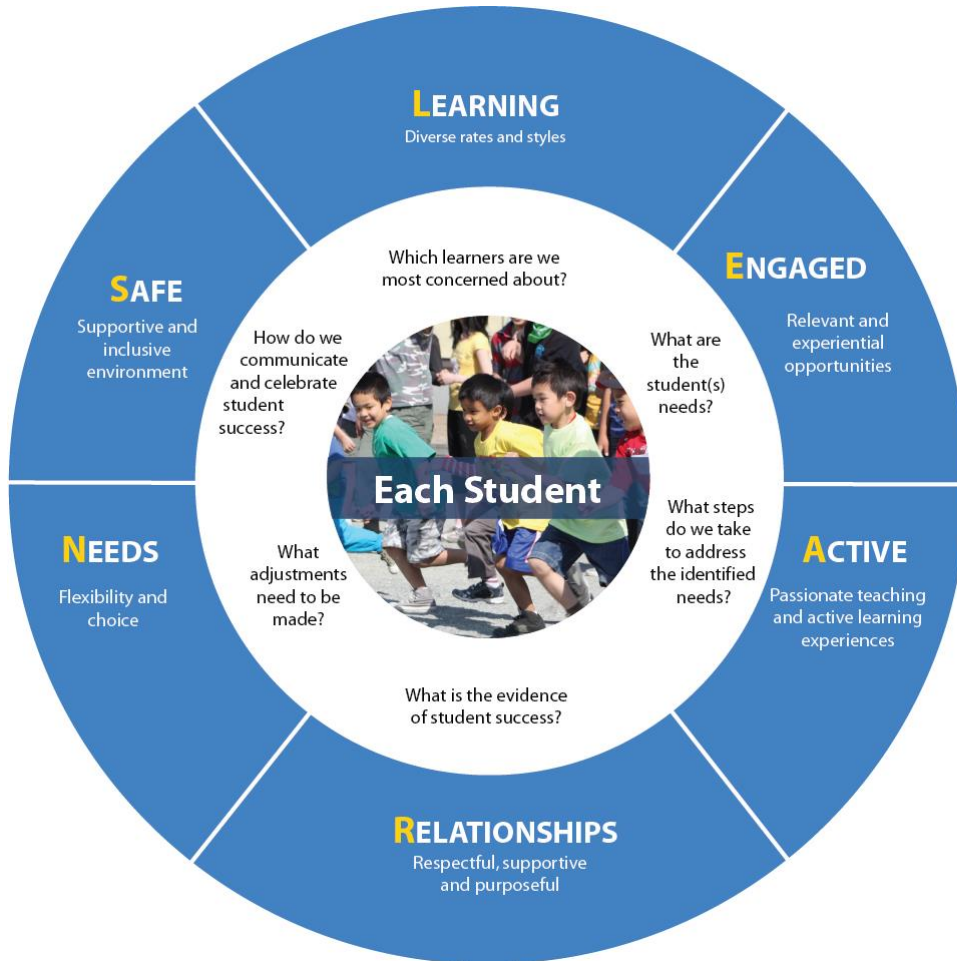 LEARNING
Diverse rates and styles
ENGAGED
Relevant and
experiential
opportunities
ACTIVE
Passionate teaching
and active learning
experiences
RELATIONSHIPS
Respectful, supportive
and purposeful
NEEDS
Flexibility and
choice
SAFE
Supportive and
inclusive
environment
Which learners are we
most concerned about?
What are
the
student(s)
needs?
What steps
do we take
to address
the identified
needs?
What is the evidence
of student success?
What
adjustments
need to be
made?
How do we
communicate
and celebrate
student
success?
Each Student